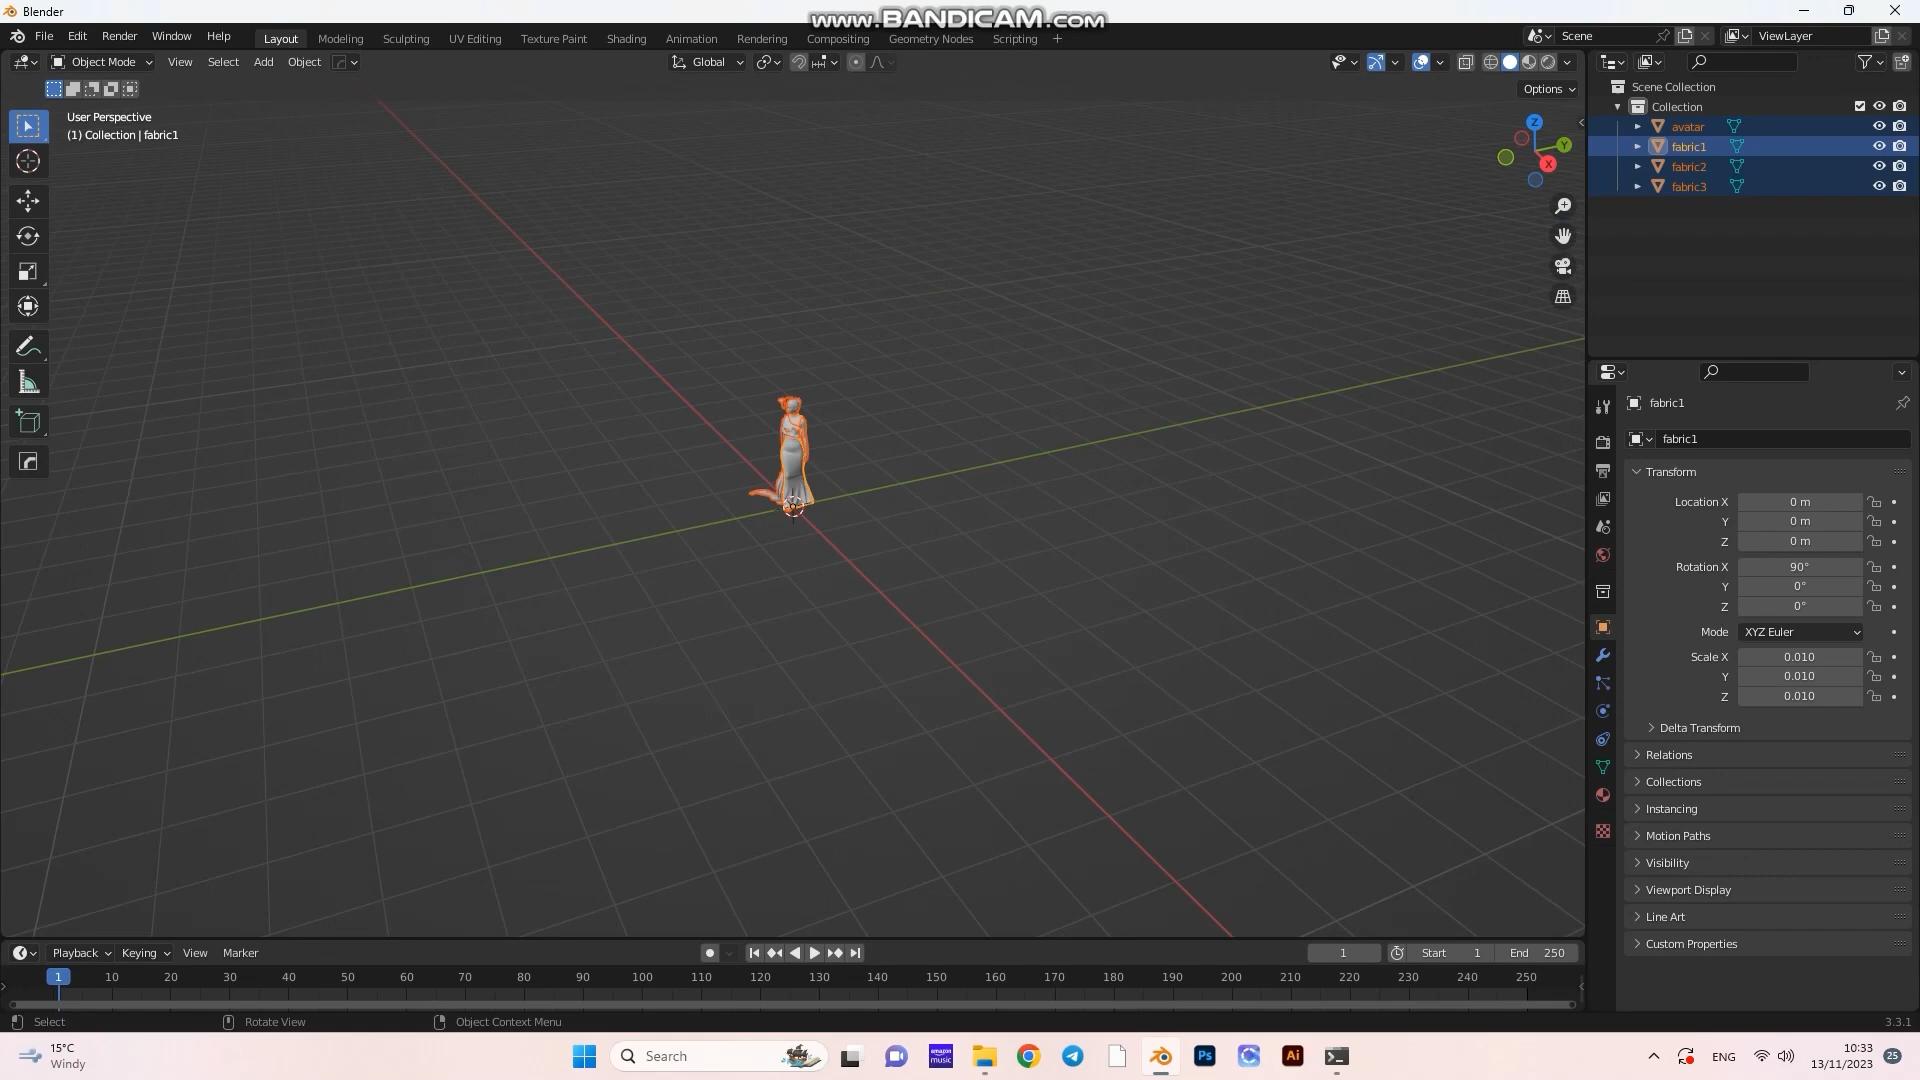 Blender
www.BANDICAM.com
File Edit Render Window Help
Layout Modeling Sculpting UV Editing Texture Paint Shading Animation Rendering Compositing Geometry Nodes Scripting +
Scene
ViewLayer
Object Mode View Select Add Object
Global
Options
User Perspective
(1) Collection | fabric1
Z
Y
X
Scene Collection
Collection
avatar
fabric1
fabric2
fabric3
fabric1
fabric1
Transform
Location X 0 m
Y 0 m
Z 0 m
Rotation X 90°
Y 0°
Z 0°
Mode XYZ Euler
Scale X 0.010
Y 0.010
Z 0.010
Delta Transform
Relations
Collections
Instancing
Motion Paths
Visibility
Viewport Display
Line Art
Custom Properties
Playback Keying View Marker
1 Start 1 End 250
1 10 20 30 40 50 60 70 80 90 100 110 120 130 140 150 160 170 180 190 200 210 220 230 240 250
Select Rotate View Object Context Menu
3.3.1
15°C
Windy
Search
amazon music
Ps
Ai
ENG
10:33
13/11/2023
25